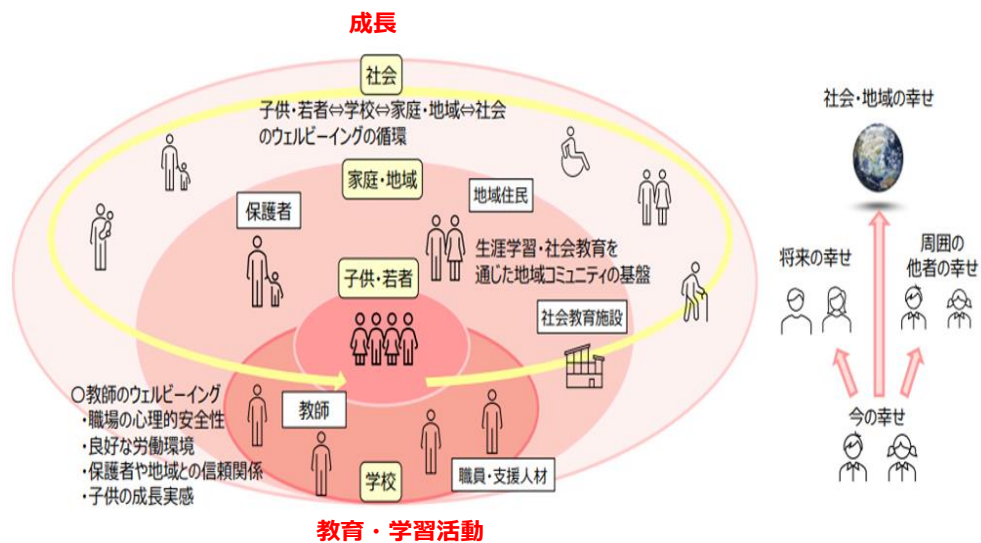 成長
社会
子供・若者⇔学校⇔家庭・地域⇔社会
のウェルビーイングの循環
家庭・地域
保護者
地域住民
生涯学習・社会教育を
通じた地域コミュニティの基盤
子供・若者
社会教育施設
〇教師のウェルビーイング
・職場の心理的安全性
・良好な労働環境
・保護者や地域との信頼関係
・子供の成長実感
教師
職員・支援人材
学校
教育・学習活動
社会・地域の幸せ
将来の幸せ
周囲の
他者の幸せ
今の幸せ